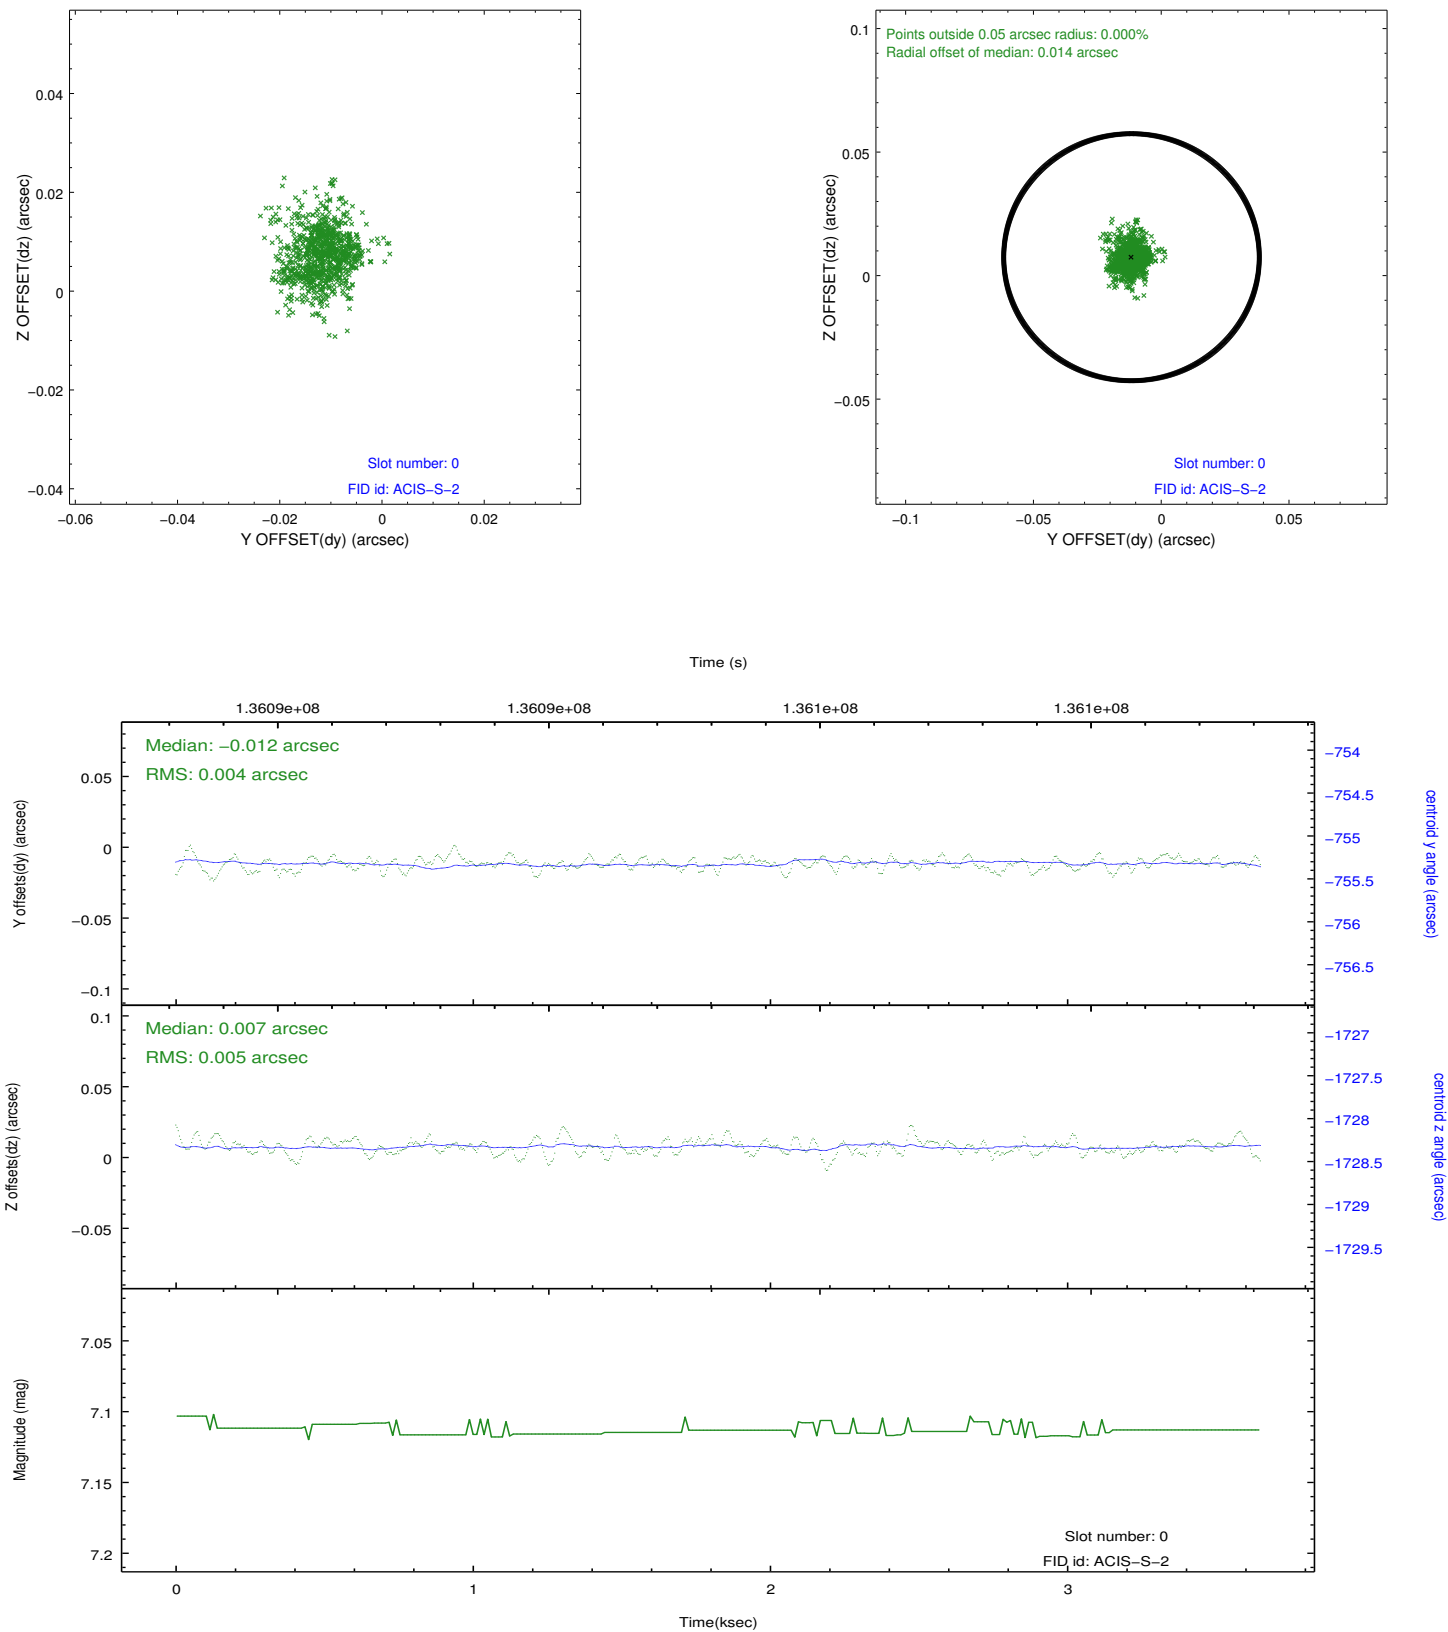 0.04
0.02
0
−0.02
−0.04
Z OFFSET(dz) (arcsec)
Slot number: 0
FID id: ACIS−S−2
−0.06
−0.04
−0.02
0
0.02
Y OFFSET(dy) (arcsec)
Points outside 0.05 arcsec radius: 0.000%
Radial offset of median: 0.014 arcsec
0.1
0.05
0
−0.05
Z OFFSET(dz) (arcsec)
Slot number: 0
FID id: ACIS−S−2
−0.1
−0.05
0
0.05
Y OFFSET(dy) (arcsec)
Time (s)
1.3609e+08
1.3609e+08
1.361e+08
1.361e+08
Median: −0.012 arcsec
RMS: 0.004 arcsec
0.05
0
−0.05
−0.1
Y offsets(dy) (arcsec)
−754
−754.5
−755
−755.5
−756
−756.5
centroid y angle (arcsec)
Median: 0.007 arcsec
RMS: 0.005 arcsec
0.1
0.05
0
−0.05
Z offsets(dz) (arcsec)
−1727
−1727.5
−1728
−1728.5
−1729
−1729.5
centroid z angle (arcsec)
7.05
7.1
7.15
7.2
Magnitude (mag)
Slot number: 0
FID id: ACIS−S−2
0
1
2
3
Time(ksec)